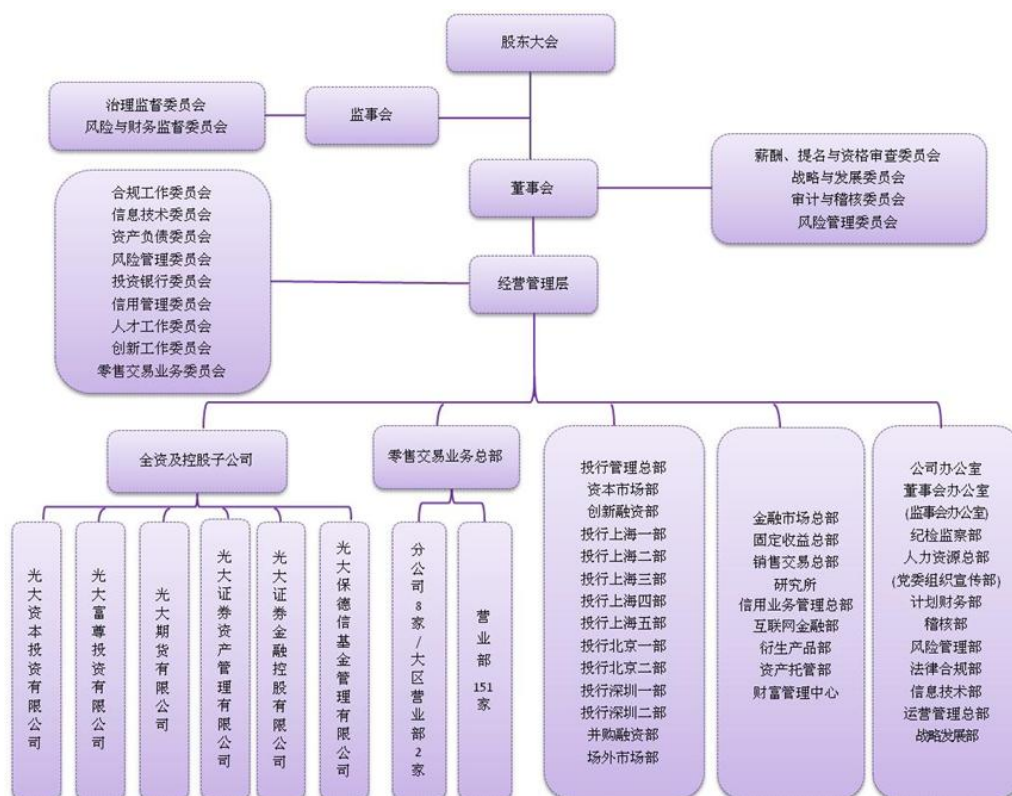 股东大会
治理监督委员会
风险与财务监督委员会
监事会
董事会
薪酬、提名与资格审查委员会
战略与发展委员会
审计与稽核委员会
风险管理委员会
合规工作委员会
信息技术委员会
资产负债委员会
风险管理委员会
投资银行委员会
信用管理委员会
人才工作委员会
创新工作委员会
零售交易业务委员会
经营管理层
全资及控股子公司
光大资本投资有限公司
光大富尊投资有限公司
光大期货有限公司
光大证券资产管理有限公司
光大证券金融控股有限公司
光大保德信基金管理有限公司
零售交易业务总部
分公司8家/大区营业部2家
营业部151家
投行管理总部
资本市场部
创新融资部
投行上海一部
投行上海二部
投行上海三部
投行上海四部
投行上海五部
投行北京一部
投行北京二部
投行深圳一部
投行深圳二部
并购融资部
场外市场部
金融市场总部
固定收益总部
销售交易总部
研究所
信用业务管理总部
互联网金融部
衍生产品部
资产托管部
财富管理中心
公司办公室
董事会办公室
(监事会办公室)
纪检监察部
人力资源总部
(党委组织宣传部)
计划财务部
稽核部
风险管理部
法律合规部
信息技术部
运营管理总部
战略发展部